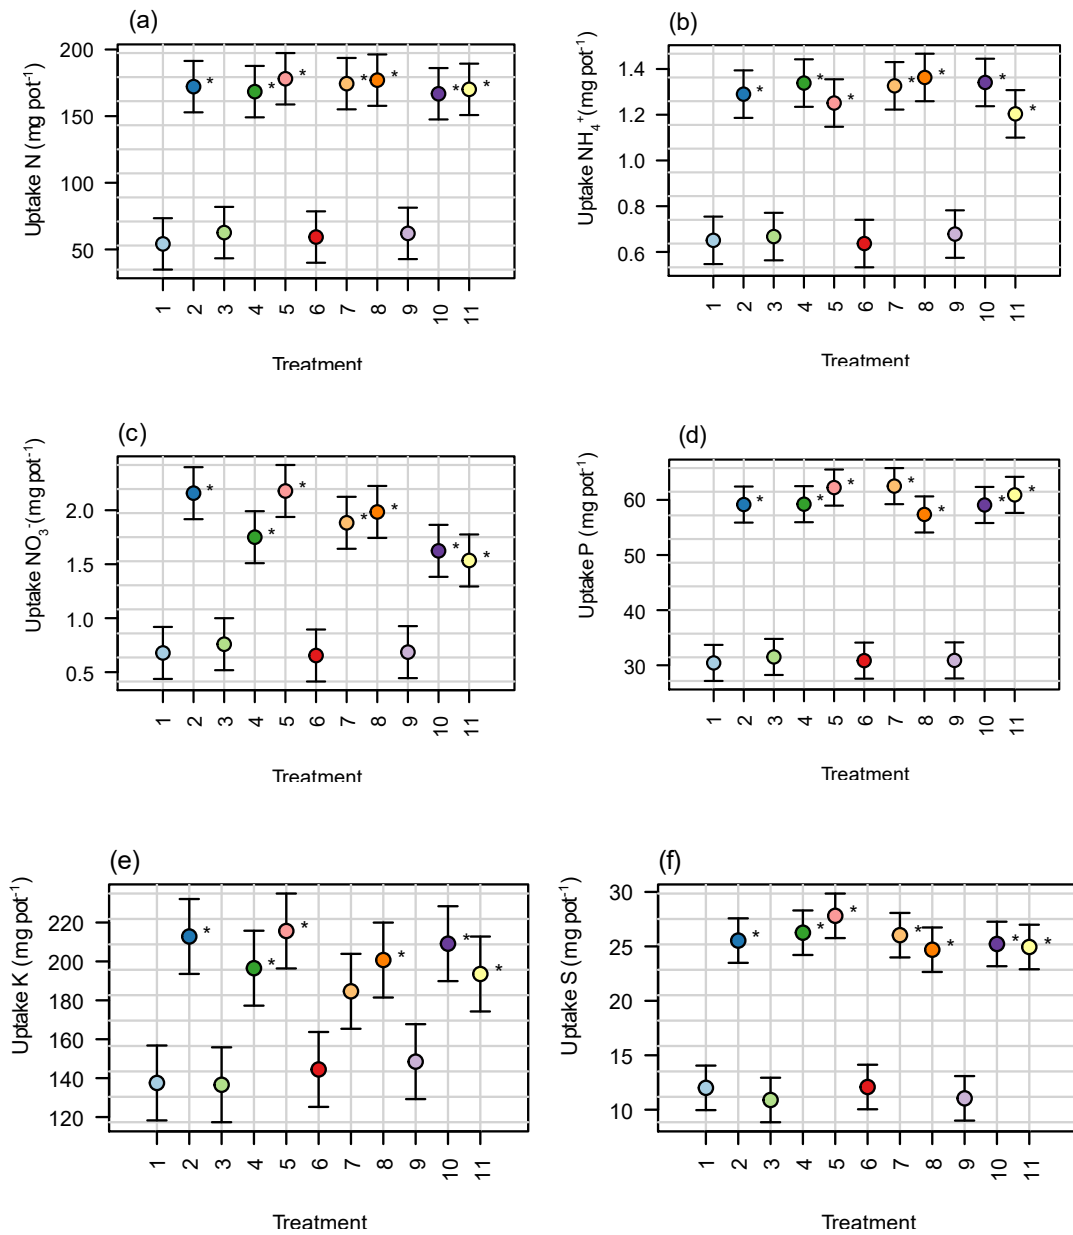 (a)
Uptake N (mg pot⁻¹)
200
150
100
50
1 2 3 4 5 6 7 8 9 10 11
Treatment
* * * * * * *
(b)
Uptake NH₄⁺(mg pot⁻¹)
1.4
1.2
1.0
0.8
0.6
1 2 3 4 5 6 7 8 9 10 11
Treatment
* * * * * * *
(c)
Uptake NO₃⁻(mg pot⁻¹)
2.0
1.5
1.0
0.5
1 2 3 4 5 6 7 8 9 10 11
Treatment
* * * * * * *
(d)
Uptake P (mg pot⁻¹)
60
50
40
30
1 2 3 4 5 6 7 8 9 10 11
Treatment
* * * * * * *
(e)
Uptake K (mg pot⁻¹)
220
200
180
160
140
120
1 2 3 4 5 6 7 8 9 10 11
Treatment
* * * * * *
(f)
Uptake S (mg pot⁻¹)
30
25
20
15
10
1 2 3 4 5 6 7 8 9 10 11
Treatment
* * * * * * *